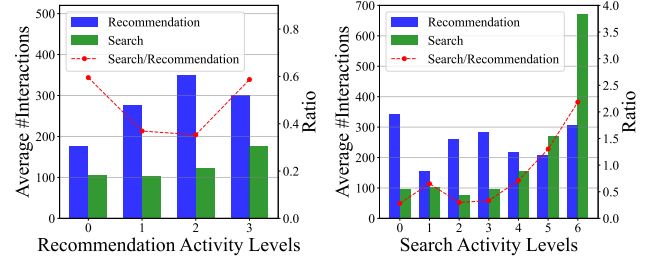 Average #Interactions
500
400
300
200
100
0
Recommendation
Search
Search/Recommendation
0.8
0.6
0.4
0.2
0.0
Ratio
0 1 2 3
Recommendation Activity Levels
Average #Interactions
700
600
500
400
300
200
100
0
Recommendation
Search
Search/Recommendation
4.0
3.5
3.0
2.5
2.0
1.5
1.0
0.5
0.0
Ratio
0 1 2 3 4 5 6
Search Activity Levels